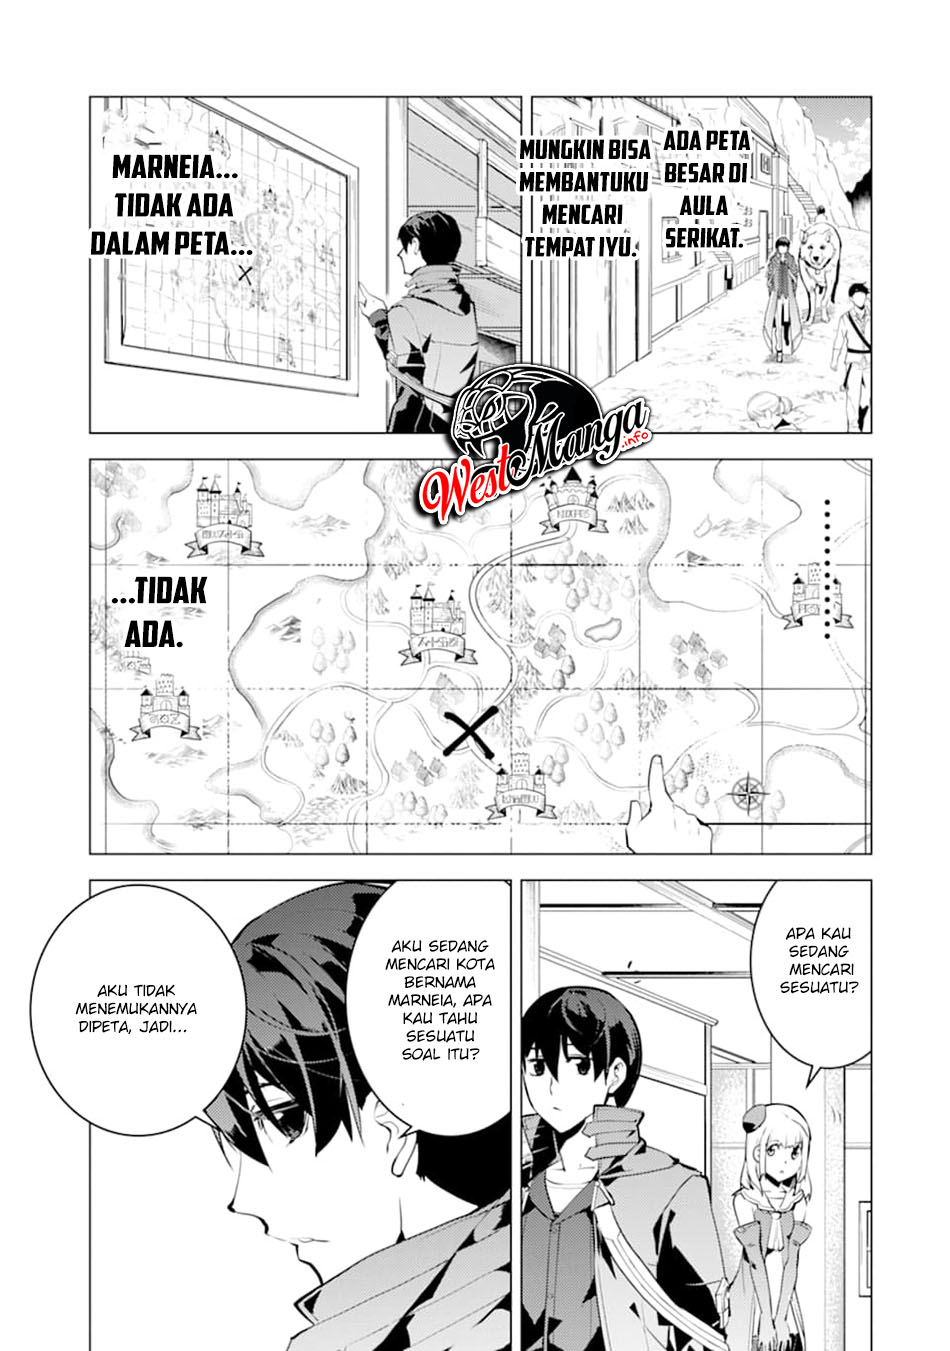 ADA PETA
BESAR DI
AULA
SERIKAT.
MUNGKIN BISA
MEMBANTUKU
MENCARI
TEMPAT IYU.
MARNEIA...
TIDAK ADA
DALAM PETA...
WestManga
.info
.........
...TIDAK
ADA.
APA KAU
SEDANG
MENCARI
SESUATU?
AKU SEDANG
MENCARI KOTA
BERNAMA
MARNEIA, APA
KAU TAHU
SESUATU
SOAL ITU?
AKU TIDAK
MENEMUKANNYA
DIPETA, JADI...